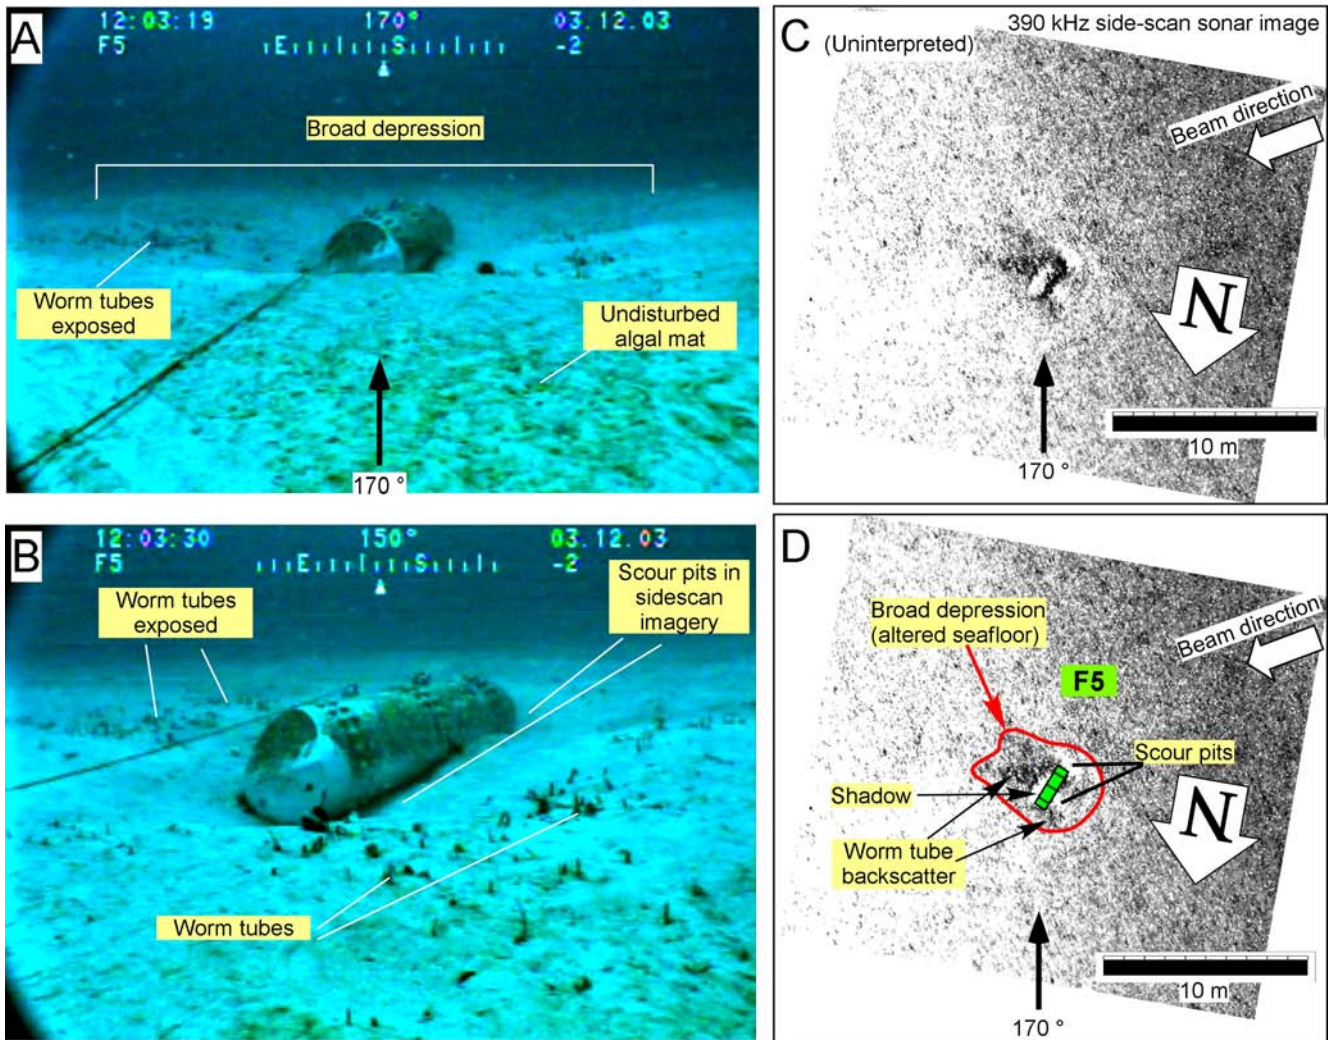 A
12:03:19 170° 03.12.03
F5 E S -2
Broad depression
Worm tubes
exposed
Undisturbed
algal mat
170 °
B
12:03:30 150° 03.12.03
F5 E S -2
Worm tubes
exposed
Scour pits in
sidescan
imagery
Worm tubes
C
390 kHz side-scan sonar image
(Uninterpreted)
Beam direction
N
10 m
170 °
D
Broad depression
(altered seafloor)
Beam direction
F5
Scour pits
Shadow
N
Worm tube
backscatter
10 m
170 °